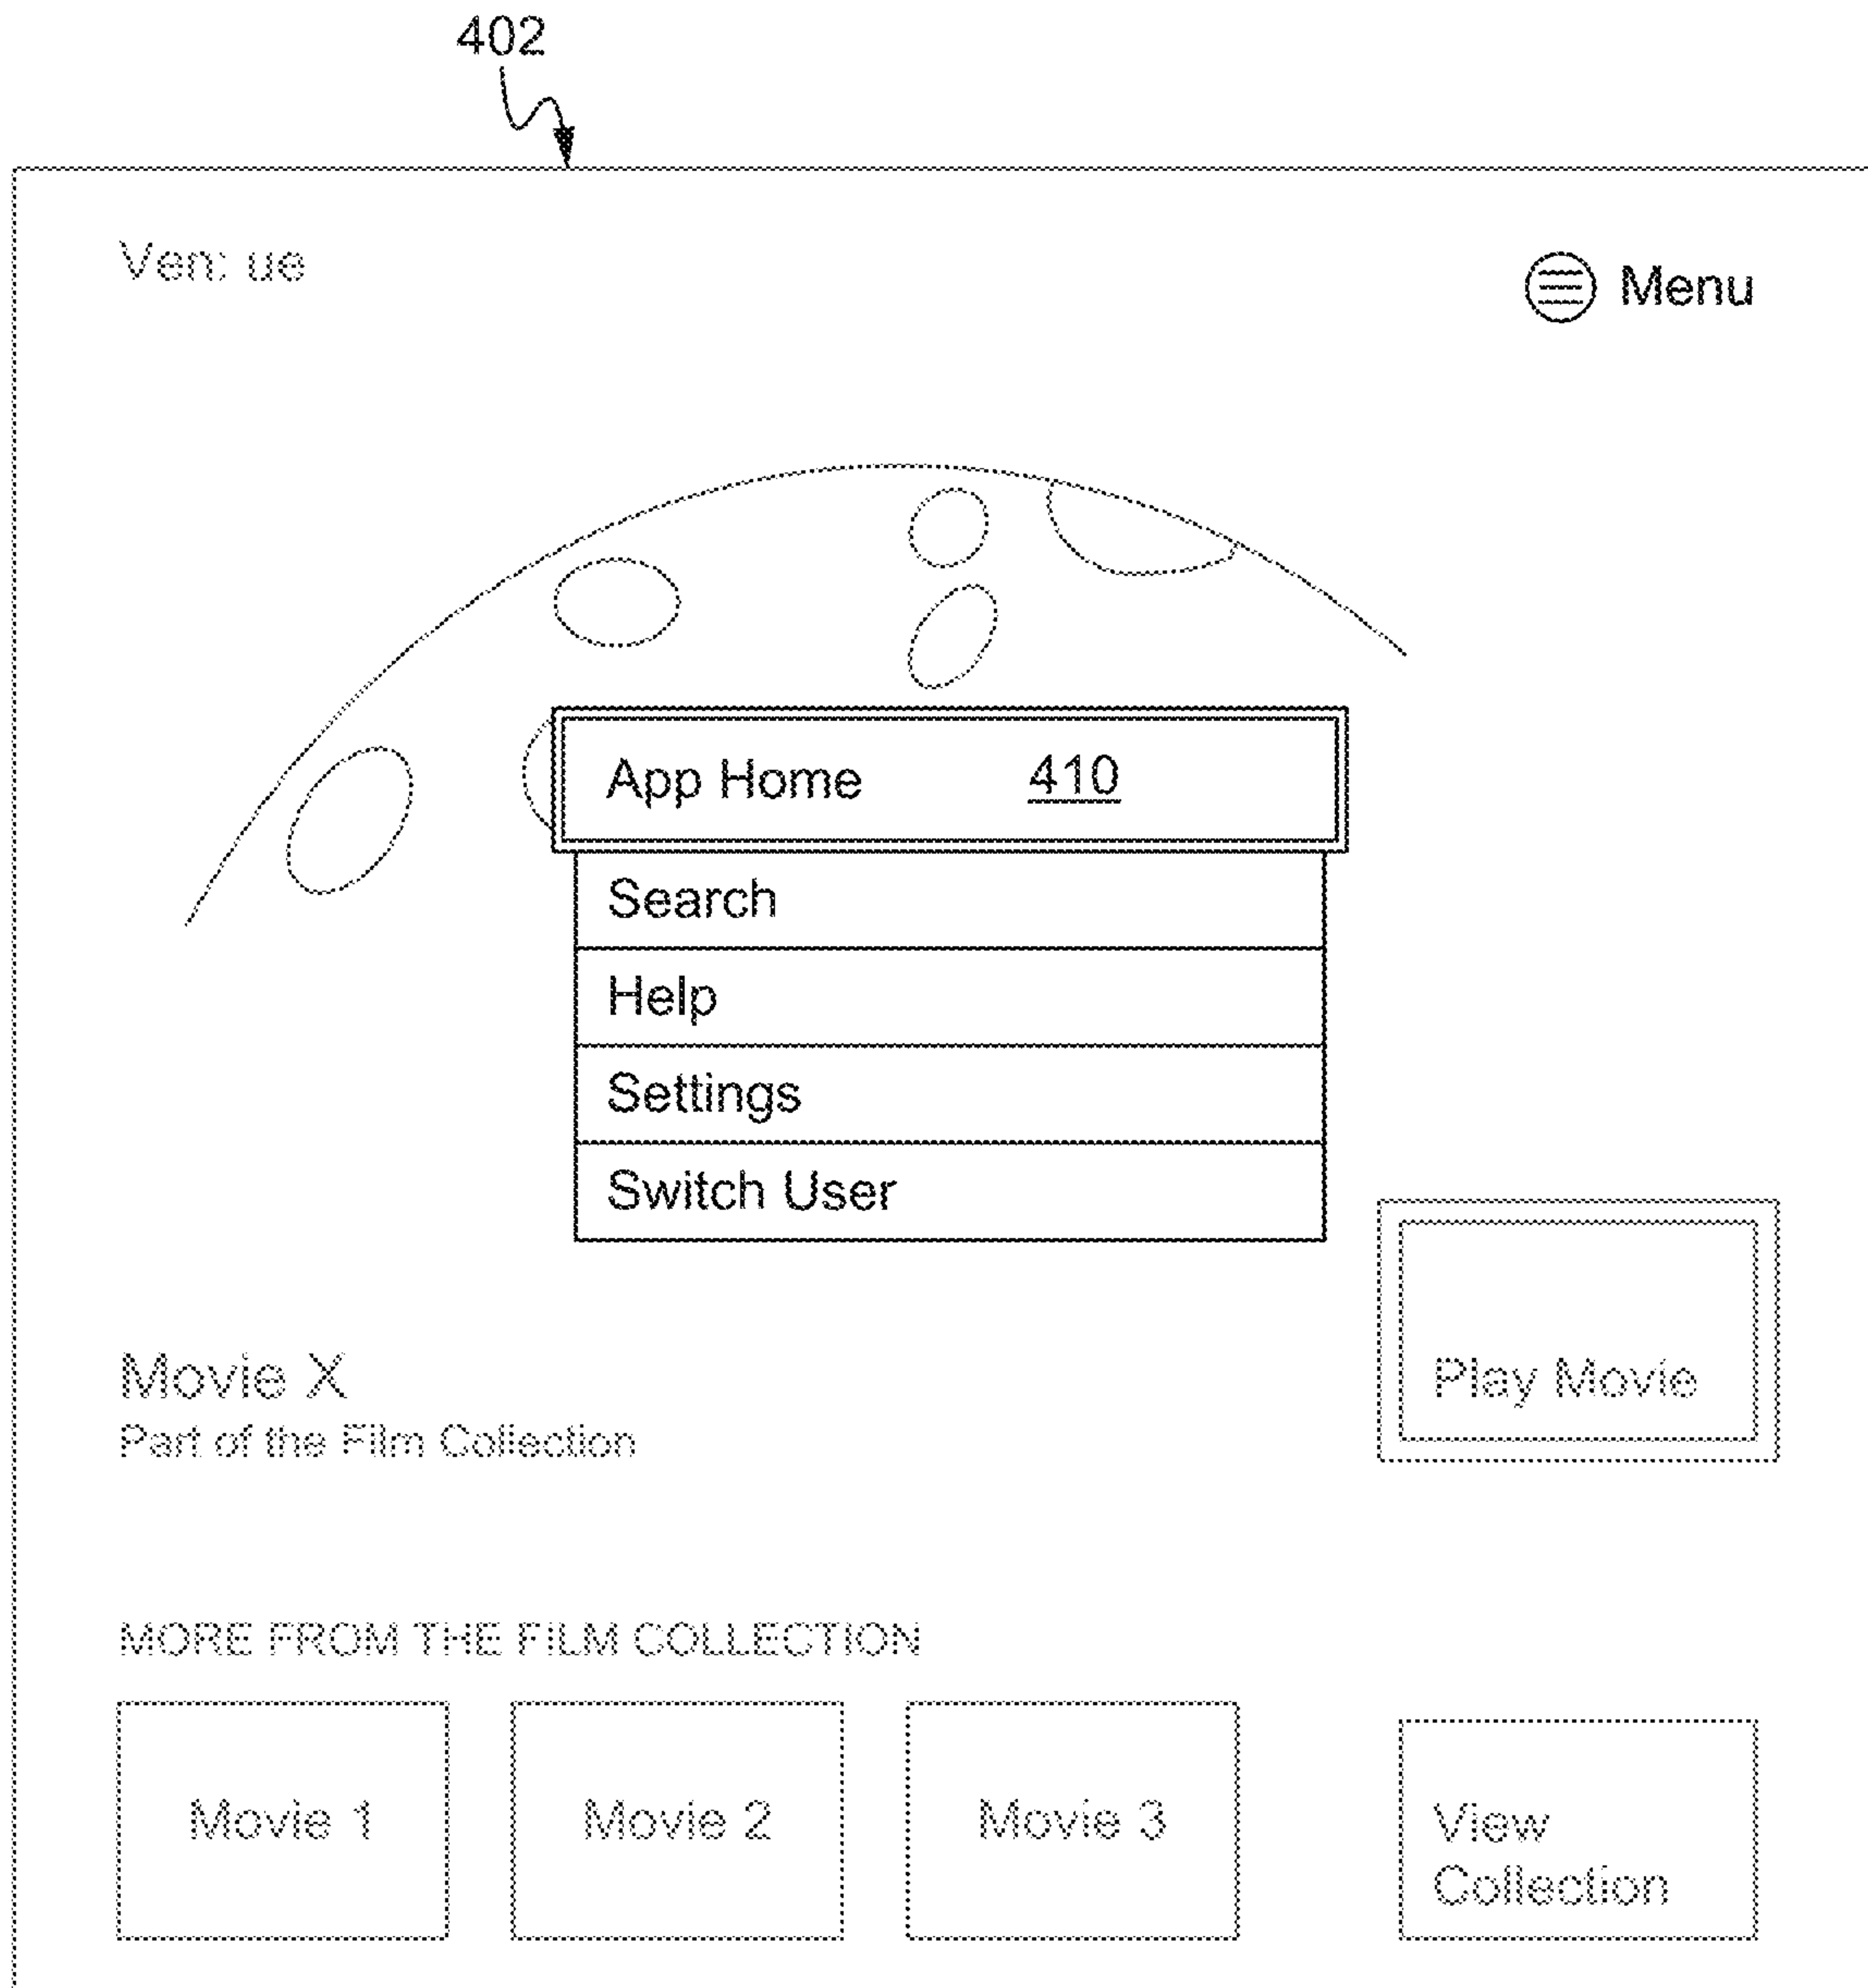 402
Ven: ue
Menu
App Home 410
Search
Help
Settings
Switch User
Movie X
Part of the Film Collection
Play Movie
MORE FROM THE FILM COLLECTION
Movie 1
Movie 2
Movie 3
View
Collection